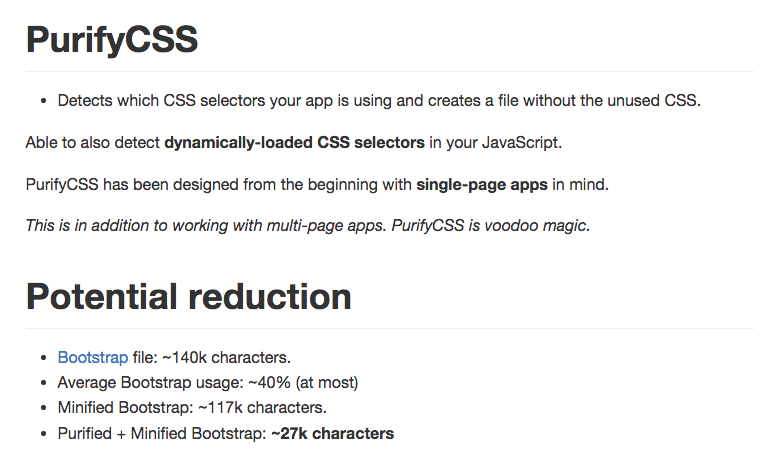 PurifyCSS
• Detects which CSS selectors your app is using and creates a file without the unused CSS.
Able to also detect dynamically-loaded CSS selectors in your JavaScript.
PurifyCSS has been designed from the beginning with single-page apps in mind.
This is in addition to working with multi-page apps. PurifyCSS is voodoo magic.
Potential reduction
• Bootstrap file: ~140k characters.
• Average Bootstrap usage: ~40% (at most)
• Minified Bootstrap: ~117k characters.
• Purified + Minified Bootstrap: ~27k characters